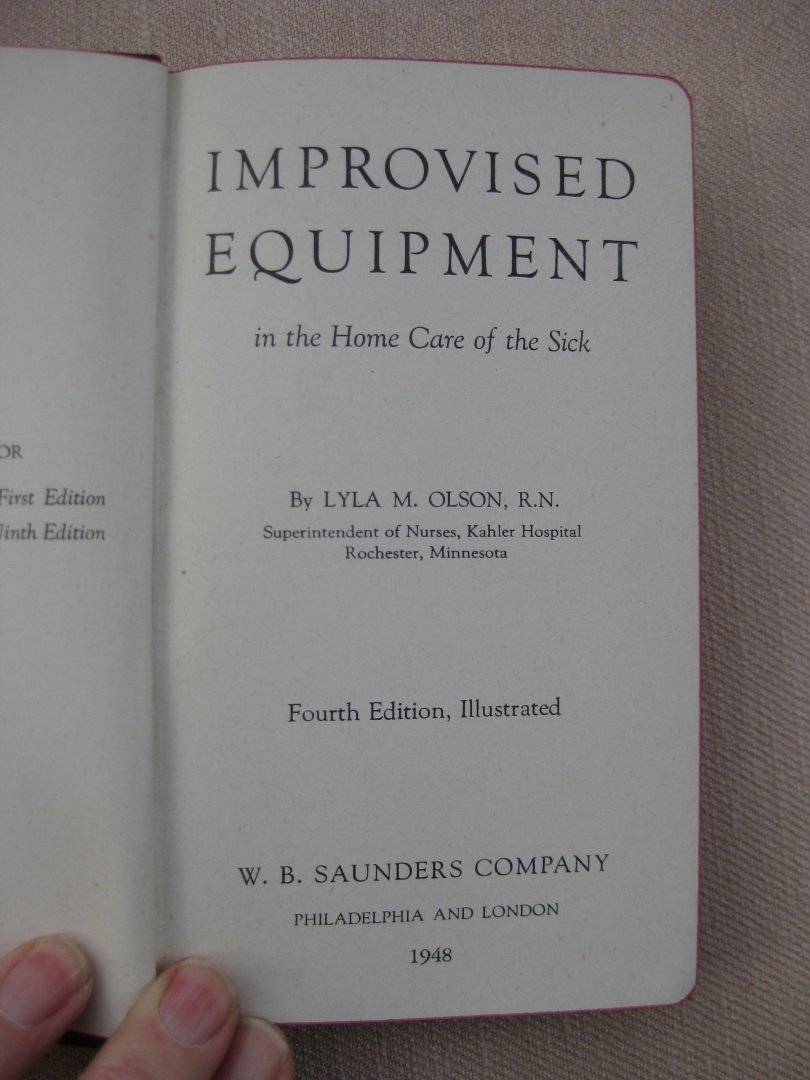 OR
First Edition
Ninth Edition
IMPROVISED
EQUIPMENT
in the Home Care of the Sick
By LYLA M. OLSON, R.N.
Superintendent of Nurses, Kahler Hospital
Rochester, Minnesota
Fourth Edition, Illustrated
W. B. SAUNDERS COMPANY
PHILADELPHIA AND LONDON
1948